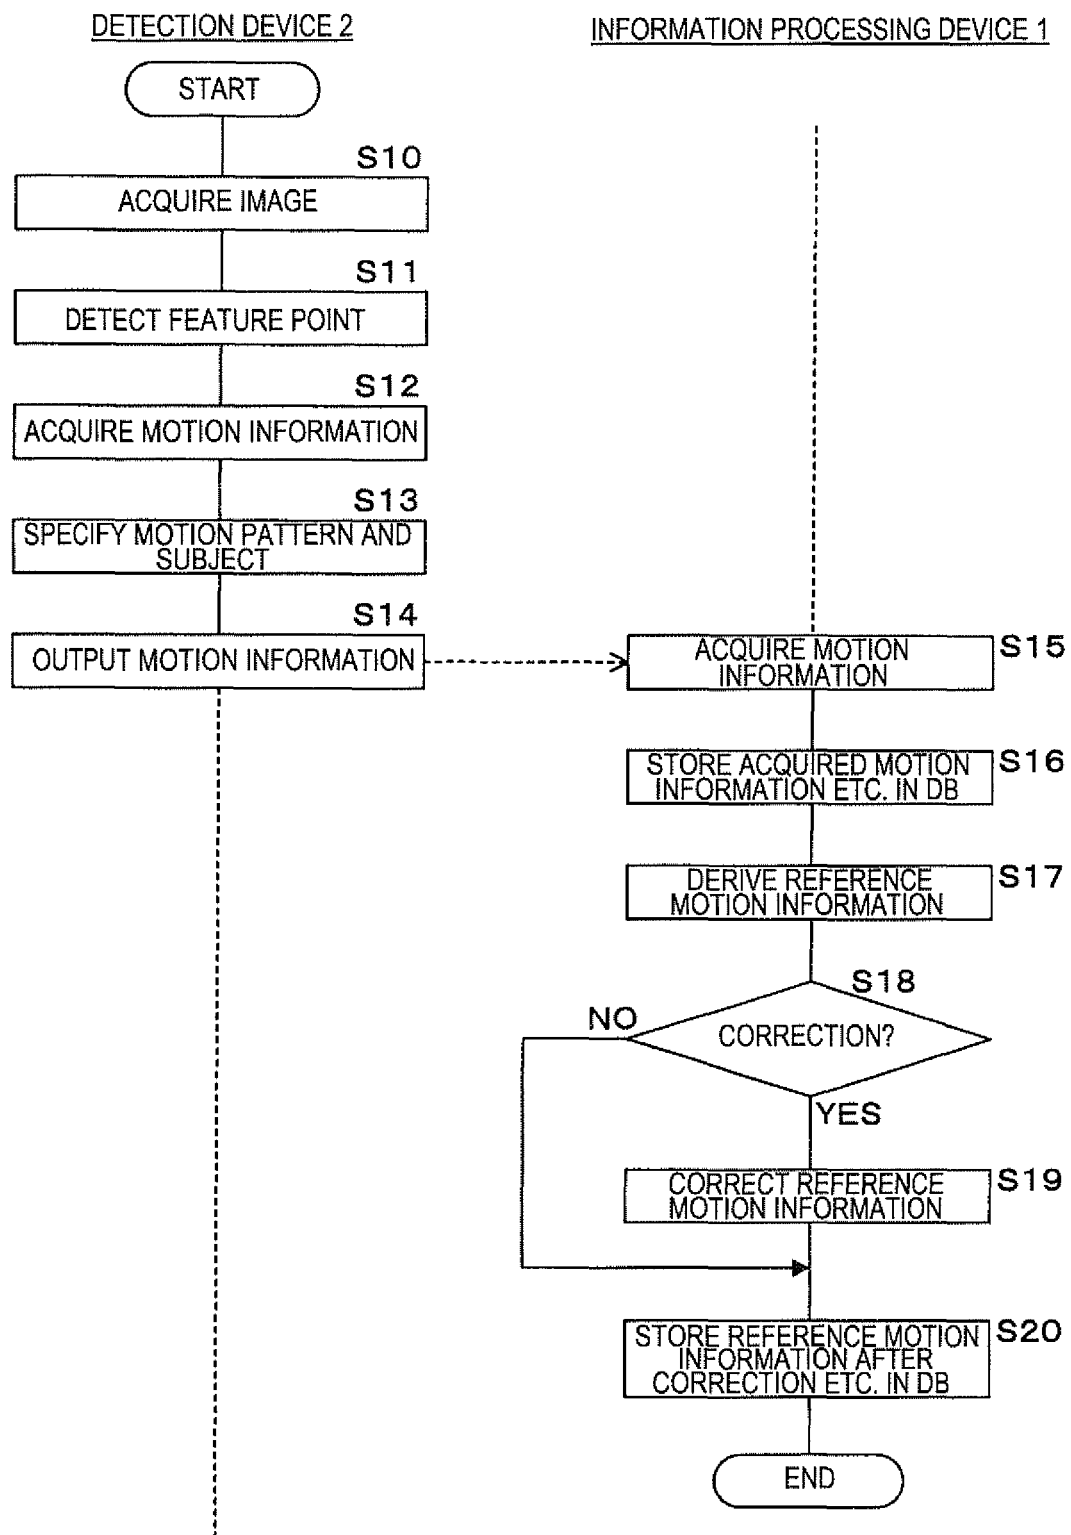 DETECTION DEVICE 2
INFORMATION PROCESSING DEVICE 1
START
S10
ACQUIRE IMAGE
S11
DETECT FEATURE POINT
S12
ACQUIRE MOTION INFORMATION
S13
SPECIFY MOTION PATTERN AND
SUBJECT
S14
OUTPUT MOTION INFORMATION
S15
ACQUIRE MOTION
INFORMATION
S16
STORE ACQUIRED MOTION
INFORMATION ETC. IN DB
S17
DERIVE REFERENCE
MOTION INFORMATION
S18
CORRECTION?
NO
YES
S19
CORRECT REFERENCE
MOTION INFORMATION
S20
STORE REFERENCE MOTION
INFORMATION AFTER
CORRECTION ETC. IN DB
END